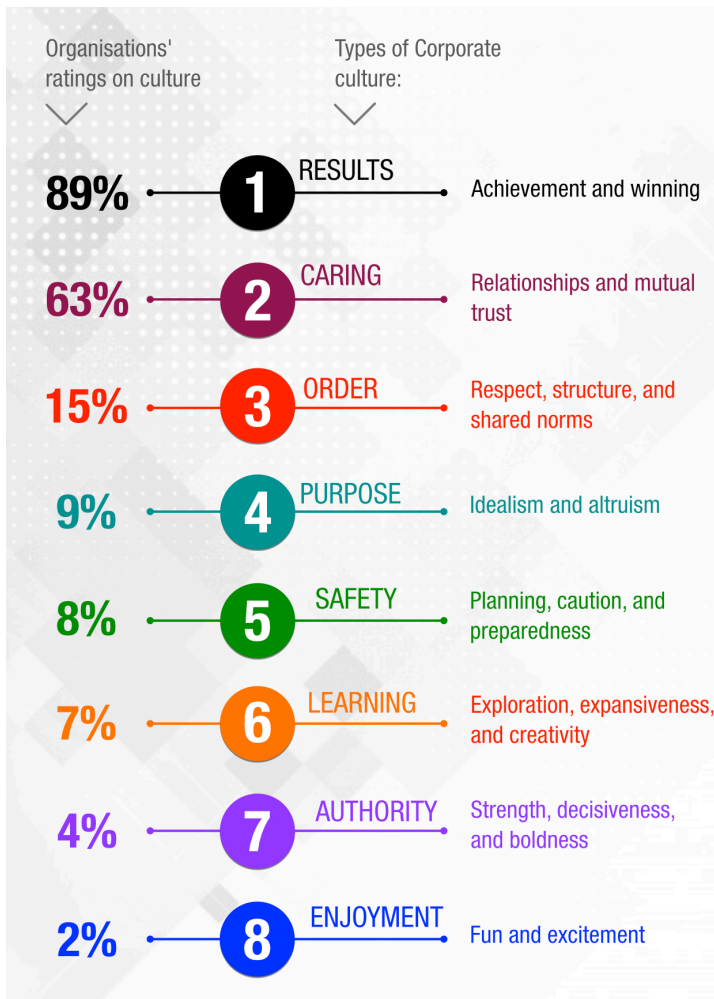 Organisations'
ratings on culture
Types of Corporate
culture:
89%
1
RESULTS
Achievement and winning
63%
2
CARING
Relationships and mutual
trust
15%
3
ORDER
Respect, structure, and
shared norms
9%
4
PURPOSE
Idealism and altruism
8%
5
SAFETY
Planning, caution, and
preparedness
7%
6
LEARNING
Exploration, expansiveness,
and creativity
4%
7
AUTHORITY
Strength, decisiveness,
and boldness
2%
8
ENJOYMENT
Fun and excitement